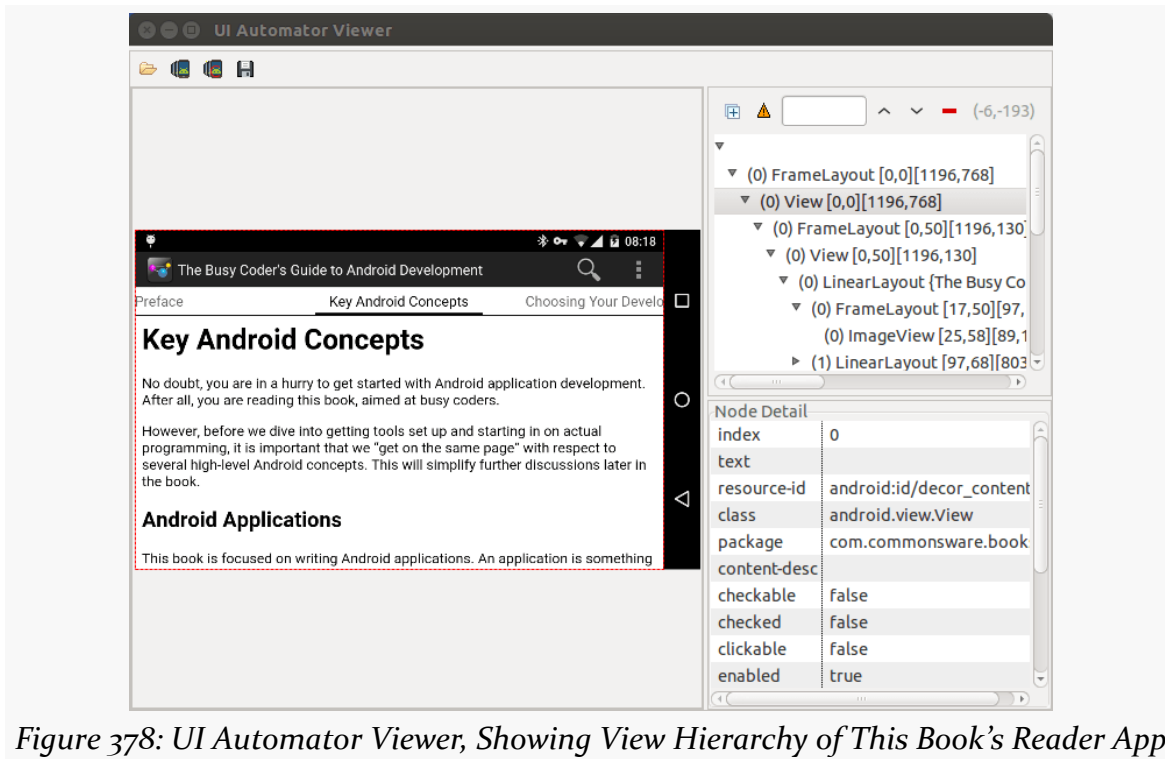 UI Automator Viewer
(-6,-193)
(0) FrameLayout [0,0][1196,768]
(0) View [0,0][1196,768]
(0) FrameLayout [0,50][1196,130]
(0) View [0,50][1196,130]
(0) LinearLayout {The Busy Co
(0) FrameLayout [17,50][97,
(0) ImageView [25,58][89,1
(1) LinearLayout [97,68][803
08:18
The Busy Coder's Guide to Android Development
Preface Key Android Concepts Choosing Your Develo
Key Android Concepts
No doubt, you are in a hurry to get started with Android application development.
After all, you are reading this book, aimed at busy coders.
However, before we dive into getting tools set up and starting in on actual
programming, it is important that we “get on the same page” with respect to
several high-level Android concepts. This will simplify further discussions later in
the book.
Android Applications
This book is focused on writing Android applications. An application is something
Node Detail
index 0
text
resource-id android:id/decor_content
class android.view.View
package com.commonsware.book
content-desc
checkable false
checked false
clickable false
enabled true
Figure 378: UI Automator Viewer, Showing View Hierarchy of This Book’s Reader App